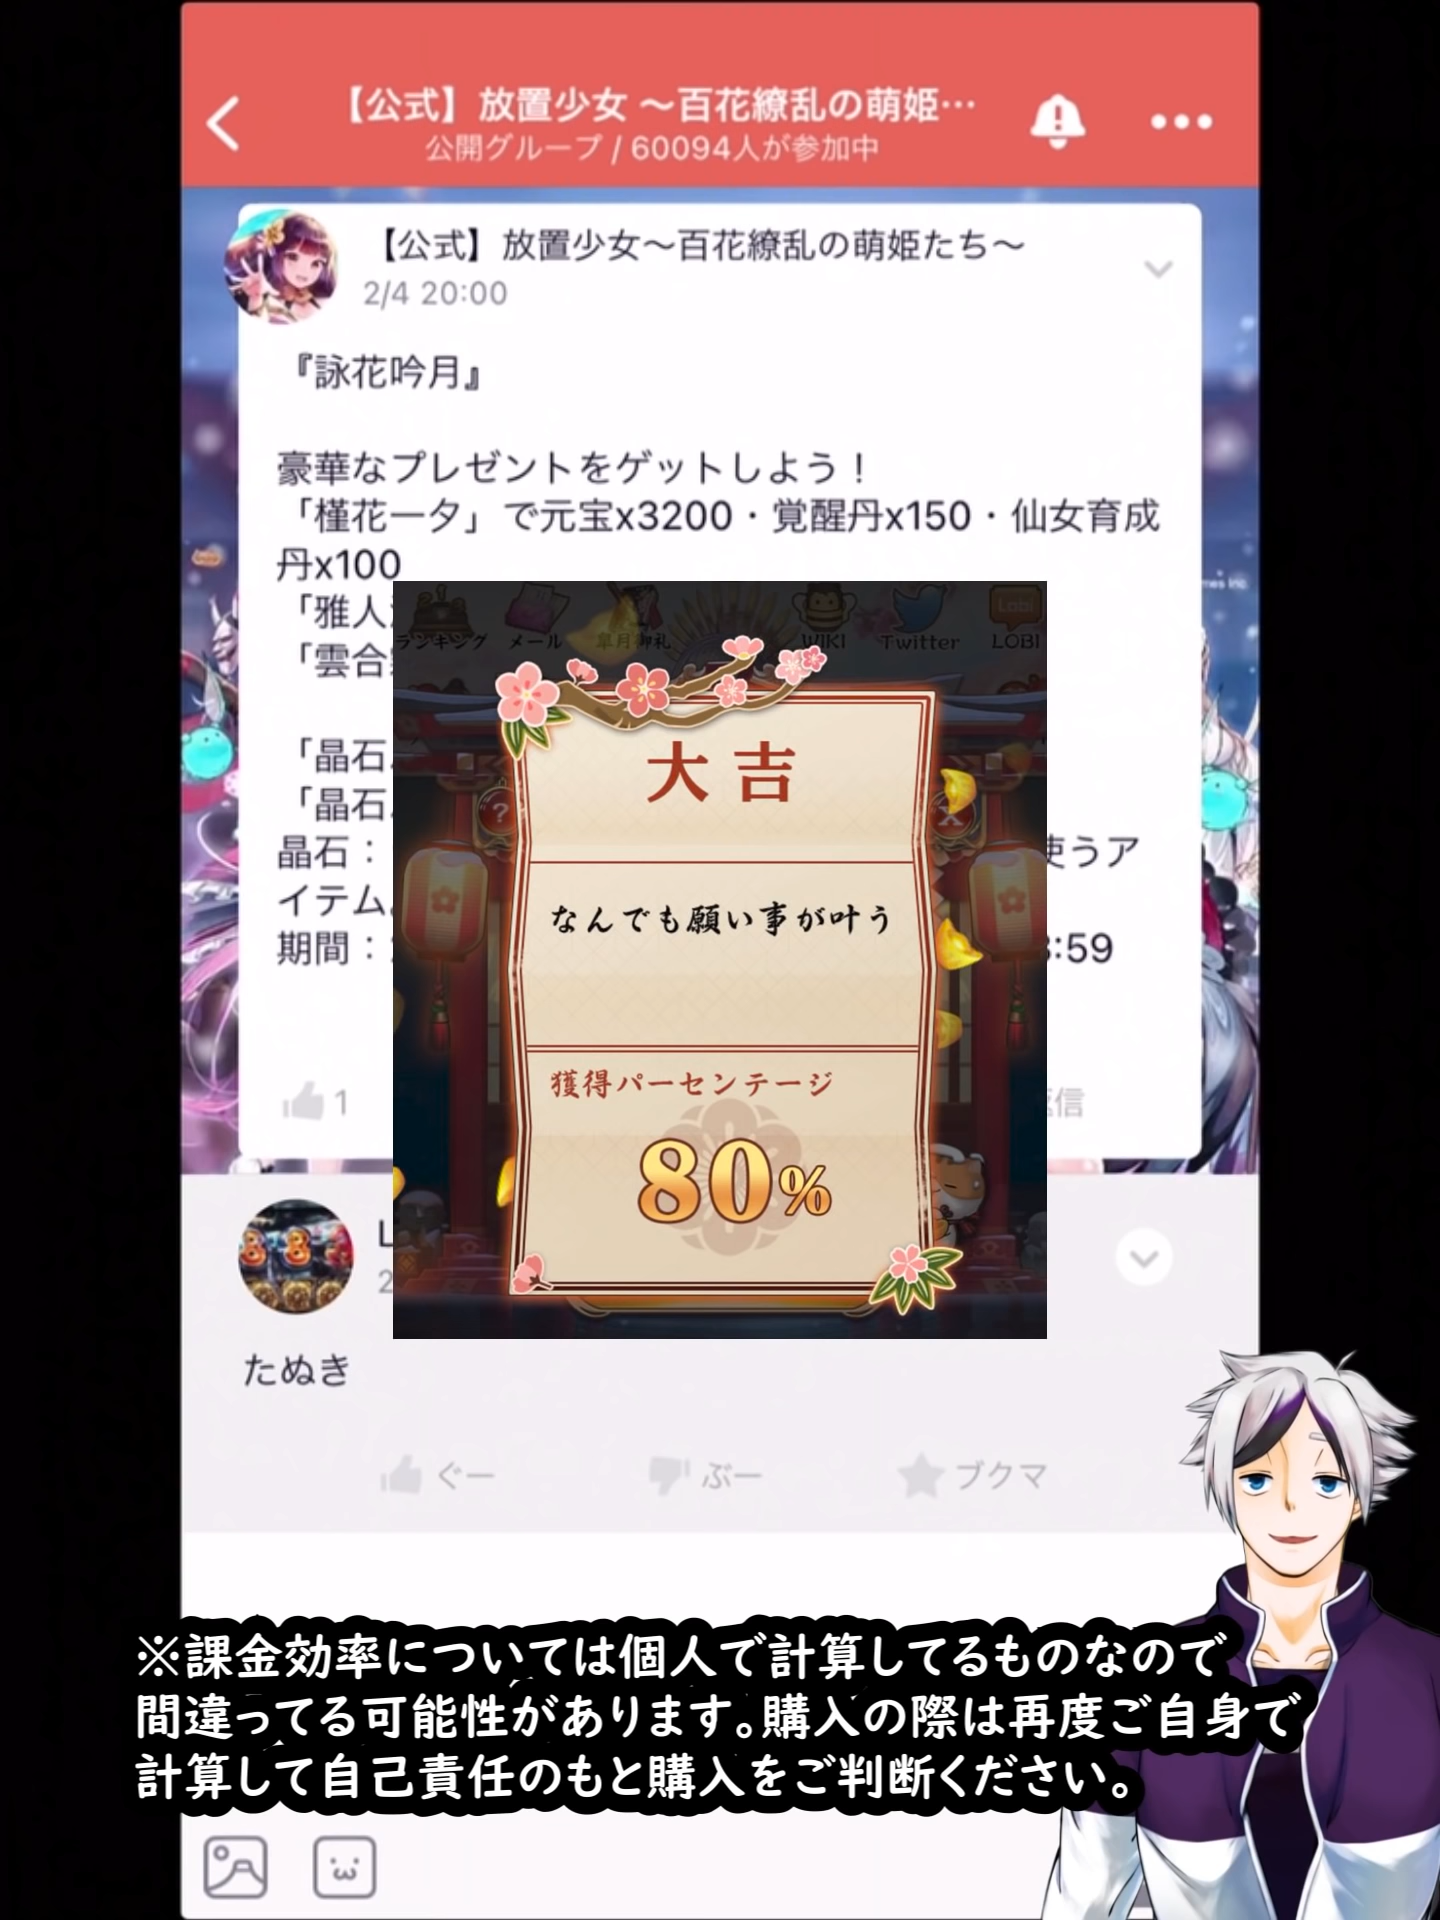 【公式】放置少女 ～百花繚乱の萌姫…
公開グループ / 60094人が参加中
【公式】放置少女～百花繚乱の萌姫たち～
2/4 20:00
『詠花吟月』
豪華なプレゼントをゲットしよう！
「槿花一夕」で元宝x3200・覚醒丹x150・仙女育成
丹x100
「雅人
「雲合
「晶石
「晶石
晶石：
使うア
イテム
期間：
:59
1
返信
ランキング メール 皐月御札 WIKI Twitter LOBI
Lobi
?
X
大吉
なんでも願い事が叶う
獲得パーセンテージ
80%
L
2
たぬき
ぐー ぶー ブクマ
※課金効率については個人で計算してるものなので
間違ってる可能性があります。購入の際は再度ご自身で
計算して自己責任のもと購入をご判断ください。